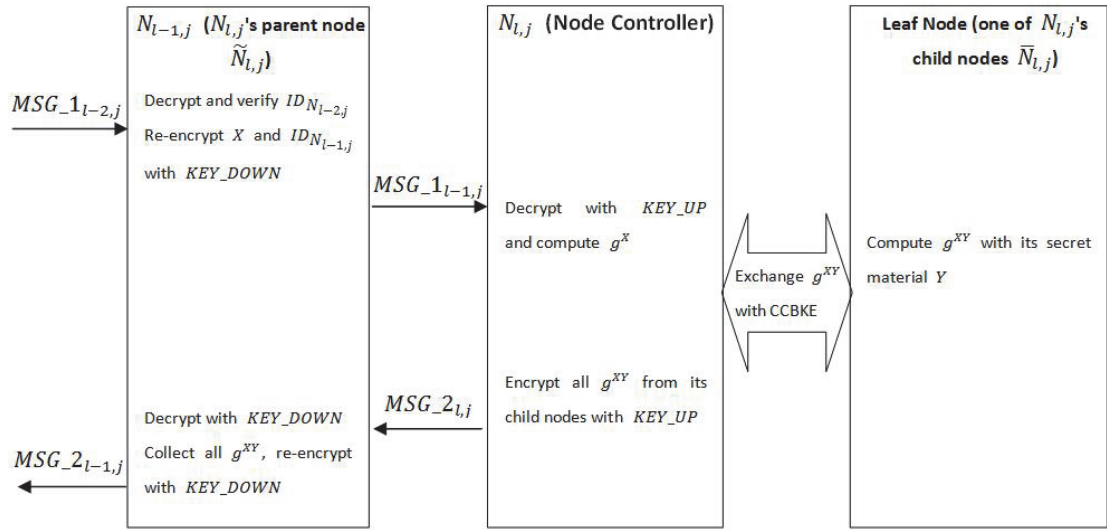 N_{l−1,j} (N_{l,j}'s parent node
Ñ_{l,j})
MSG_1_{l−2,j}
Decrypt and verify ID_{N_{l−2,j}}
Re-encrypt X and ID_{N_{l−1,j}}
with KEY_DOWN
Decrypt with KEY_DOWN
Collect all g^{XY}, re-encrypt
with KEY_DOWN
MSG_2_{l−1,j}
MSG_1_{l−1,j}
MSG_2_{l,j}
N_{l,j} (Node Controller)
Decrypt with KEY_UP
and compute g^X
Encrypt all g^{XY} from its
child nodes with KEY_UP
Exchange g^{XY}
with CCBKE
Leaf Node (one of N_{l,j}'s
child nodes N̄_{l,j})
Compute g^{XY} with its secret
material Y